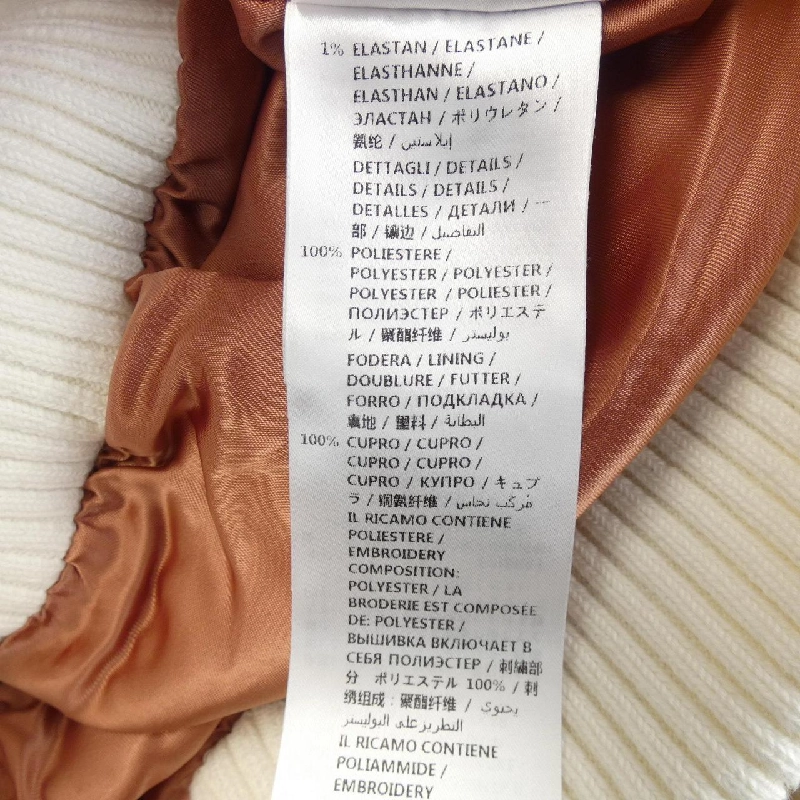 1% ELASTAN / ELASTANE /
ELASTHANNE /
ELASTHAN / ELASTANO /
ЭЛАСТАН / ポリウレタン /
氨纶 / إيلاستين
DETTAGLI / DETAILS /
DETAILS / DETAILS /
DETALLES / ДЕТАЛИ / 一
部 / 镶边 / التفاصيل
100% POLIESTERE /
POLYESTER / POLYESTER /
POLYESTER / POLIESTER /
ПОЛИЭСТЕР / ポリエステ
ル / 聚酯纤维 / بوليستر
FODERA / LINING /
DOUBLURE / FUTTER /
FORRO / ПОДКЛАДКА /
裏地 / 里料 / البطانة
100% CUPRO / CUPRO /
CUPRO / CUPRO /
CUPRO / КУПРО / キュプ
ラ / 铜氨纤维 / مُركّب نحاس
IL RICAMO CONTIENE
POLIESTERE /
EMBROIDERY
COMPOSITION:
POLYESTER / LA
BRODERIE EST COMPOSÉE
DE: POLYESTER /
ВЫШИВКА ВКЛЮЧАЕТ В
СЕБЯ ПОЛИЭСТЕР / 刺繍部
分 ポリエステル 100% / 刺
绣组成：聚酯纤维 / يحتوي
التطريز على البوليستر
IL RICAMO CONTIENE
POLIAMMIDE /
EMBROIDERY